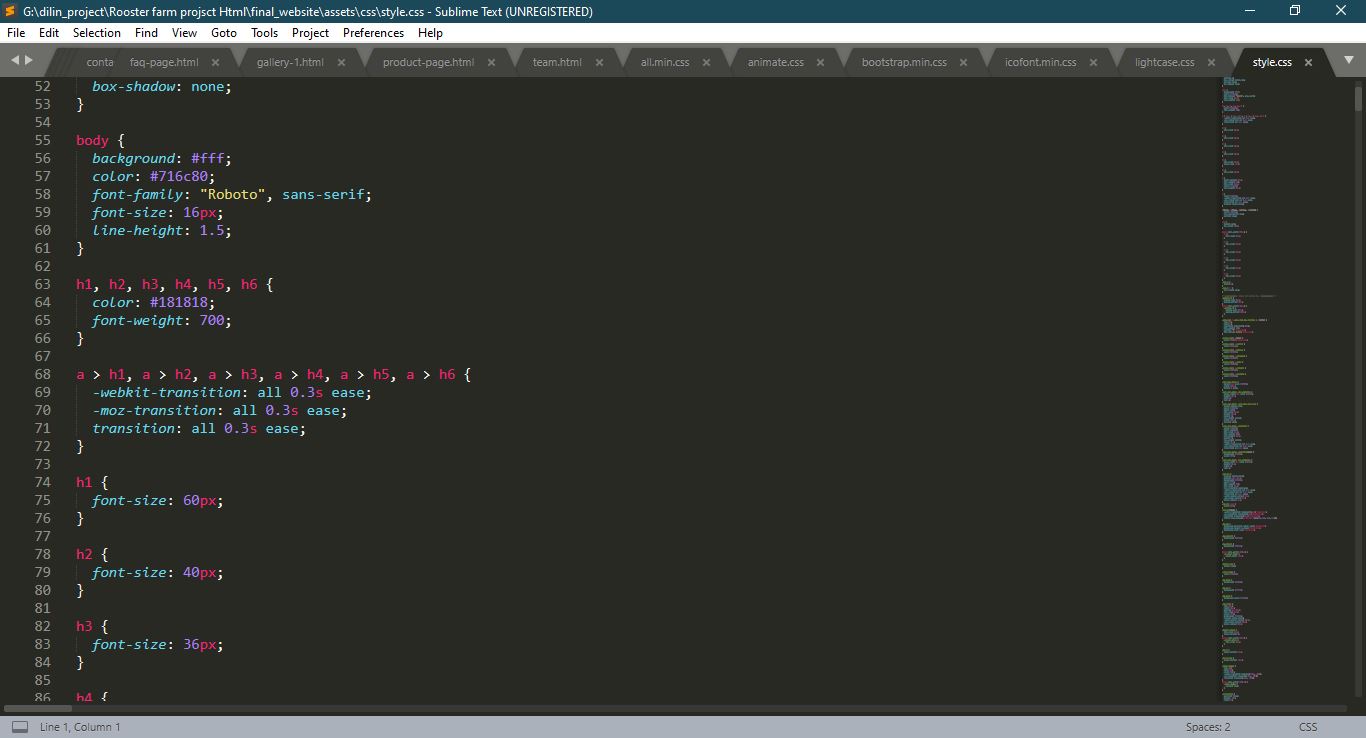 G:\dilin_project\Rooster farm projsct Html\final_website\assets\css\style.css - Sublime Text (UNREGISTERED)
File Edit Selection Find View Goto Tools Project Preferences Help
conta faq-page.html gallery-1.html product-page.html team.html all.min.css animate.css bootstrap.min.css icofont.min.css lightcase.css style.css
52 box-shadow: none;
53 }
54
55 body {
56 background: #fff;
57 color: #716c80;
58 font-family: "Roboto", sans-serif;
59 font-size: 16px;
60 line-height: 1.5;
61 }
62
63 h1, h2, h3, h4, h5, h6 {
64 color: #181818;
65 font-weight: 700;
66 }
67
68 a > h1, a > h2, a > h3, a > h4, a > h5, a > h6 {
69 -webkit-transition: all 0.3s ease;
70 -moz-transition: all 0.3s ease;
71 transition: all 0.3s ease;
72 }
73
74 h1 {
75 font-size: 60px;
76 }
77
78 h2 {
79 font-size: 40px;
80 }
81
82 h3 {
83 font-size: 36px;
84 }
85
86 h4 {
Line 1, Column 1 Spaces: 2 CSS